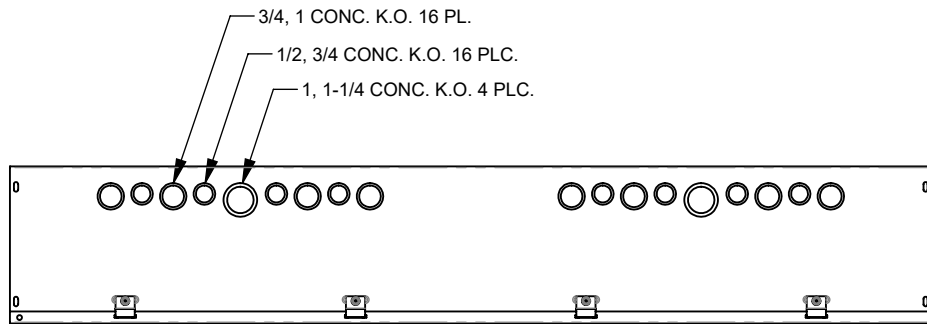 3/4, 1 CONC. K.O. 16 PL.
1/2, 3/4 CONC. K.O. 16 PLC.
1, 1-1/4 CONC. K.O. 4 PLC.